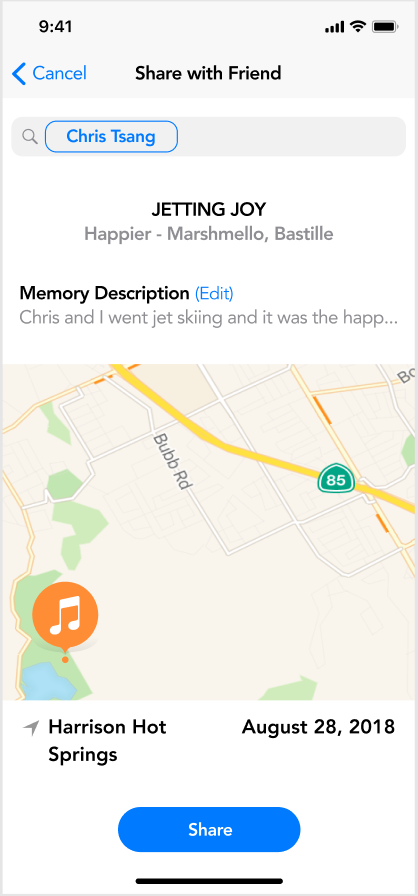 9:41
Cancel
Share with Friend
Chris Tsang
JETTING JOY
Happier - Marshmello, Bastille
Memory Description (Edit)
Chris and I went jet skiing and it was the happ...
Bo
Bubb Rd
85
Harrison Hot
Springs
August 28, 2018
Share